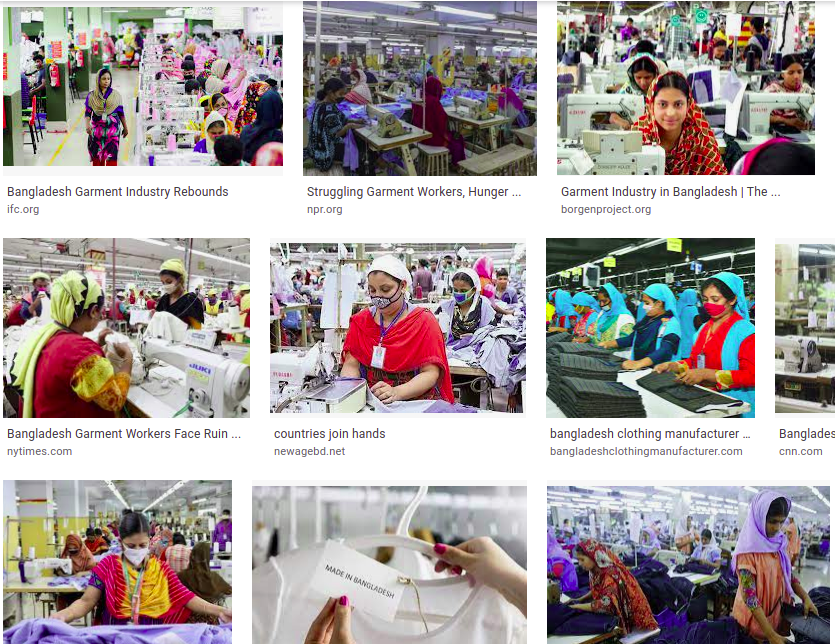 Bangladesh Garment Industry Rebounds
ifc.org
Struggling Garment Workers, Hunger ...
npr.org
Garment Industry in Bangladesh | The ...
borgenproject.org
JUKI
Bangladesh Garment Workers Face Ruin ...
nytimes.com
countries join hands
newagebd.net
bangladesh clothing manufacturer ...
bangladeshclothingmanufacturer.com
Banglades
cnn.com
MADE IN BANGLADESH